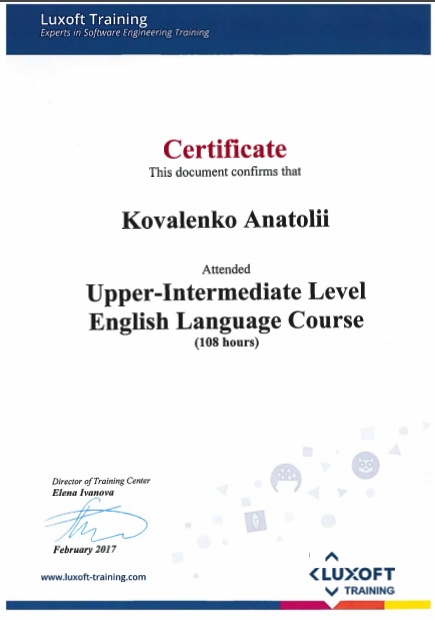 Luxoft Training
Experts in Software Engineering Training
Certificate
This document confirms that
Kovalenko Anatolii
Attended
Upper-Intermediate Level
English Language Course
(108 hours)
Director of Training Center
Elena Ivanova
February 2017
www.luxoft-training.com
LUXOFT
TRAINING